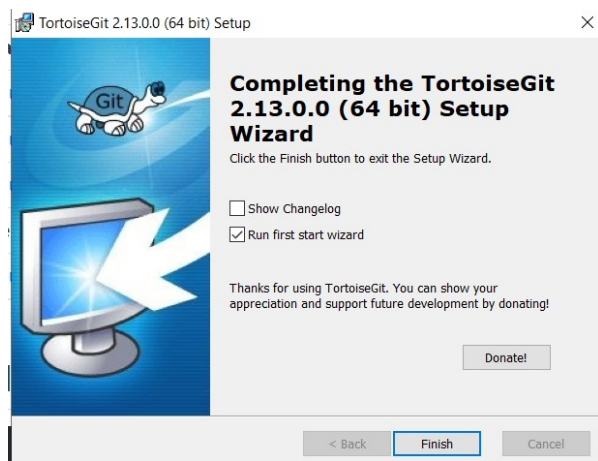 TortoiseGit 2.13.0.0 (64 bit) Setup
Git
Completing the TortoiseGit
2.13.0.0 (64 bit) Setup
Wizard
Click the Finish button to exit the Setup Wizard.
Show Changelog
Run first start wizard
Thanks for using TortoiseGit. You can show your
appreciation and support future development by donating!
Donate!
< Back Finish Cancel